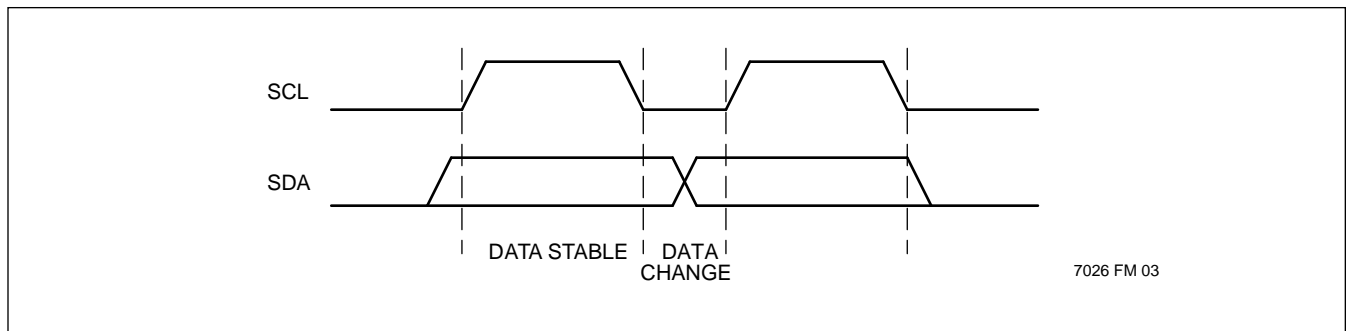 SCL
SDA
DATA STABLE
DATA
CHANGE
7026 FM 03